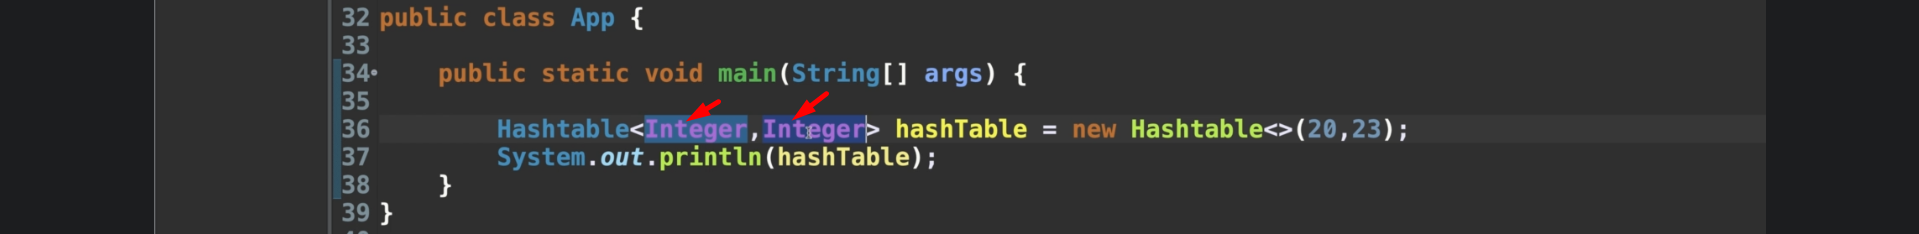 32 public class App {
33
34 public static void main(String[] args) {
35
36 Hashtable<Integer,Integer> hashTable = new Hashtable<>(20,23);
37 System.out.println(hashTable);
38 }
39 }